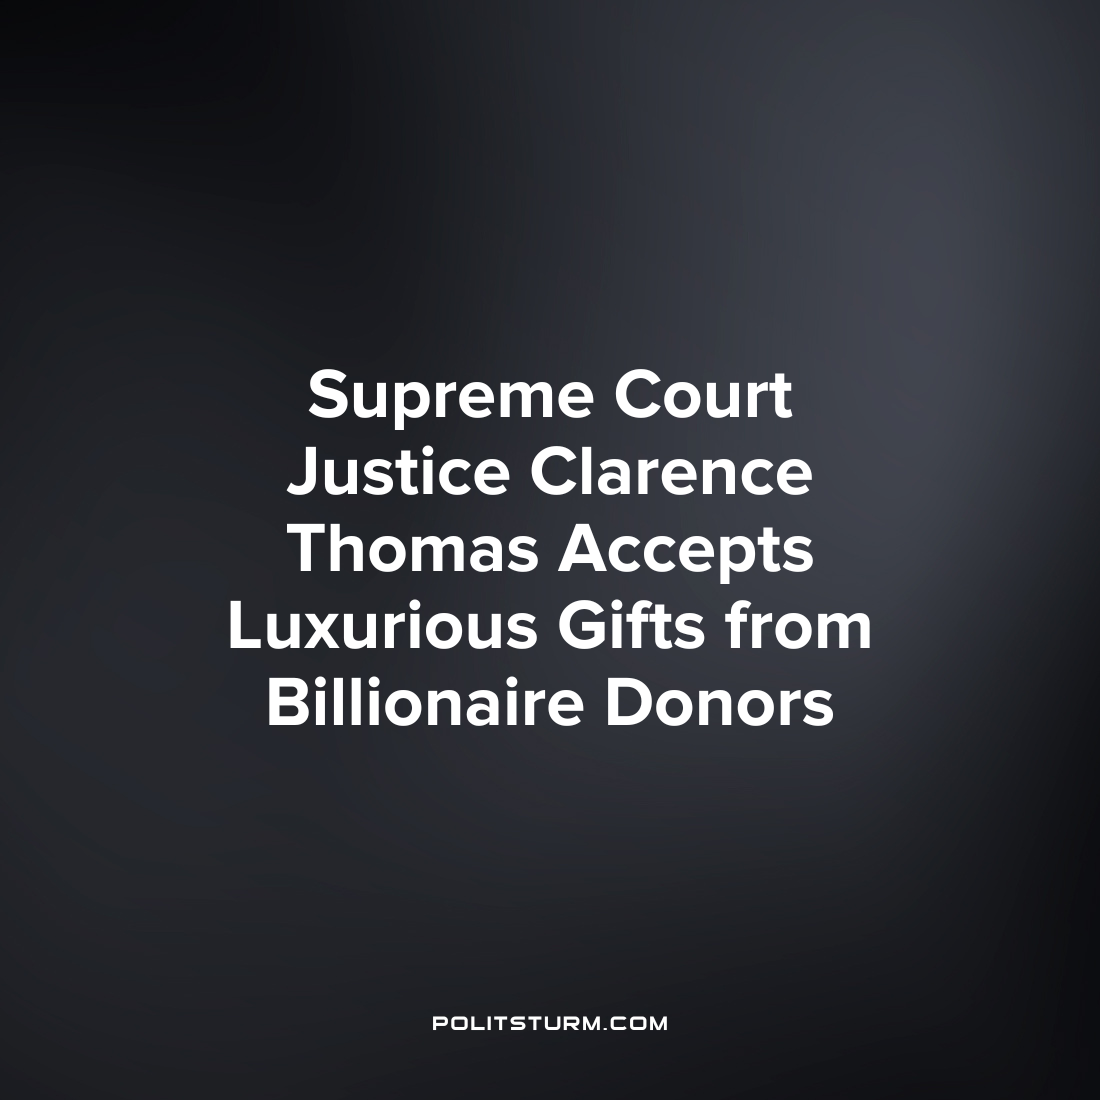 Supreme Court
Justice Clarence
Thomas Accepts
Luxurious Gifts from
Billionaire Donors
POLITSTURM.COM